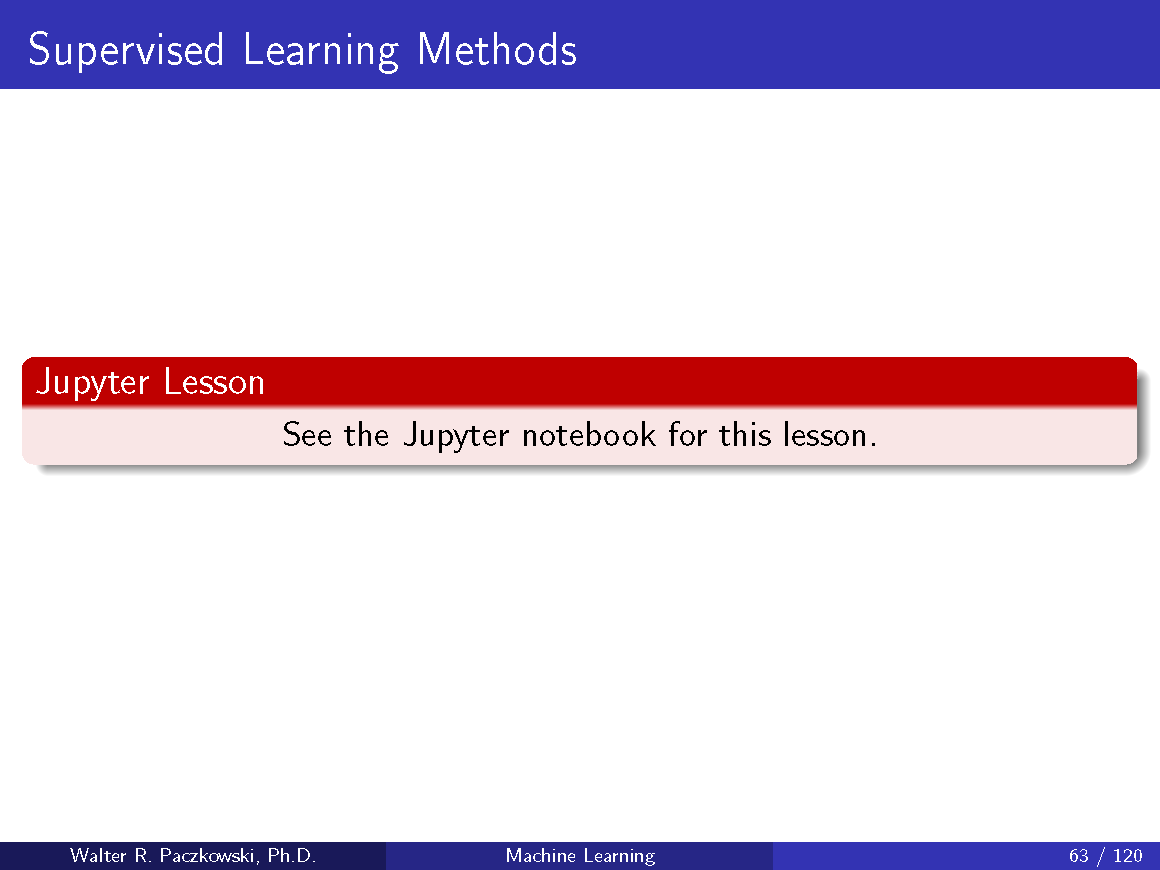 Supervised Learning Methods
Jupyter Lesson
See the Jupyter notebook for this lesson.
Walter R. Paczkowski, Ph.D.
Machine Learning
63 / 120